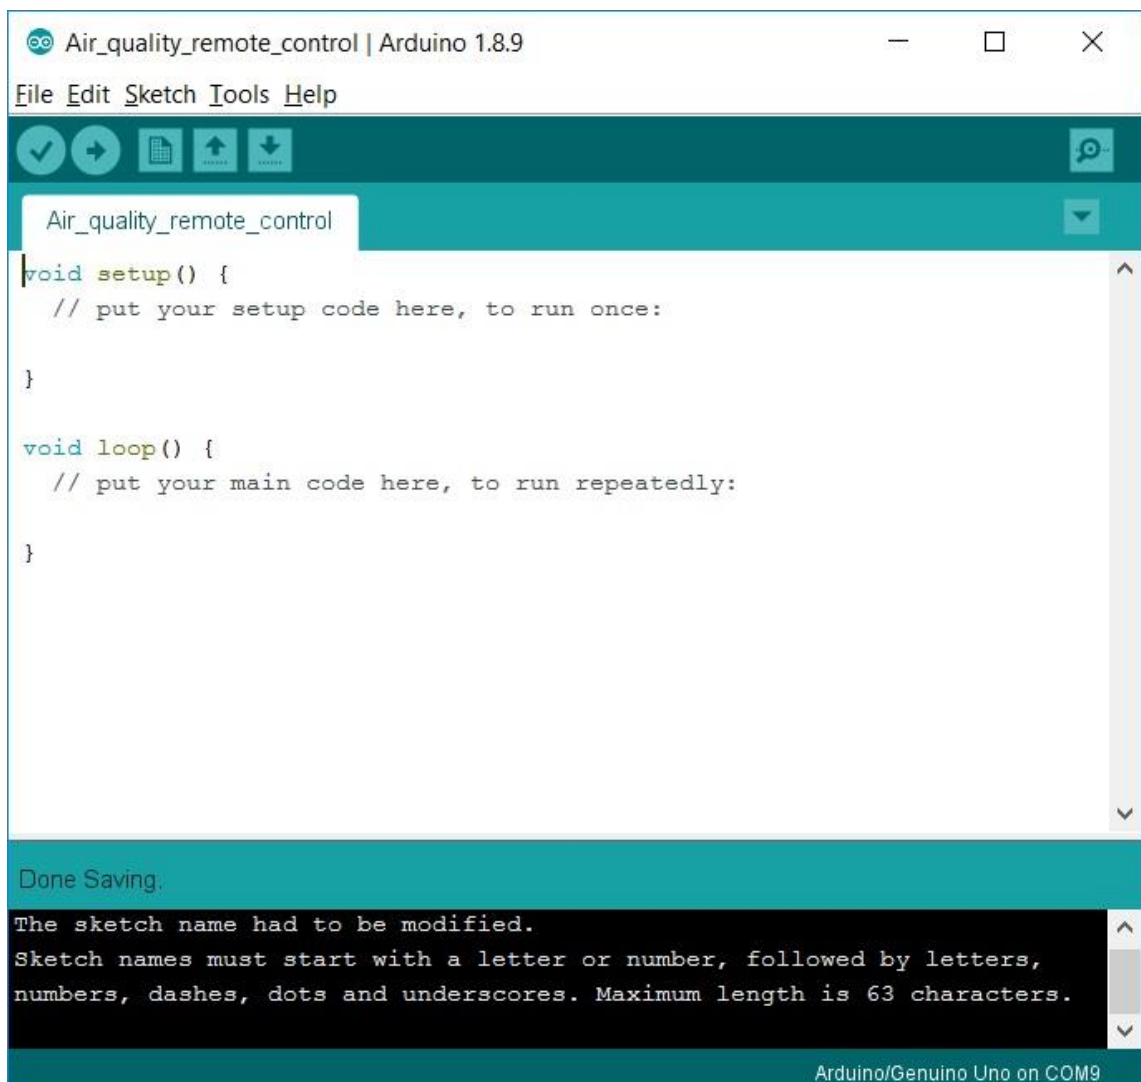 Air_quality_remote_control | Arduino 1.8.9
File Edit Sketch Tools Help
Air_quality_remote_control
void setup() {
  // put your setup code here, to run once:
}
void loop() {
  // put your main code here, to run repeatedly:
}
Done Saving.
The sketch name had to be modified.
Sketch names must start with a letter or number, followed by letters,
numbers, dashes, dots and underscores. Maximum length is 63 characters.
Arduino/Genuino Uno on COM9